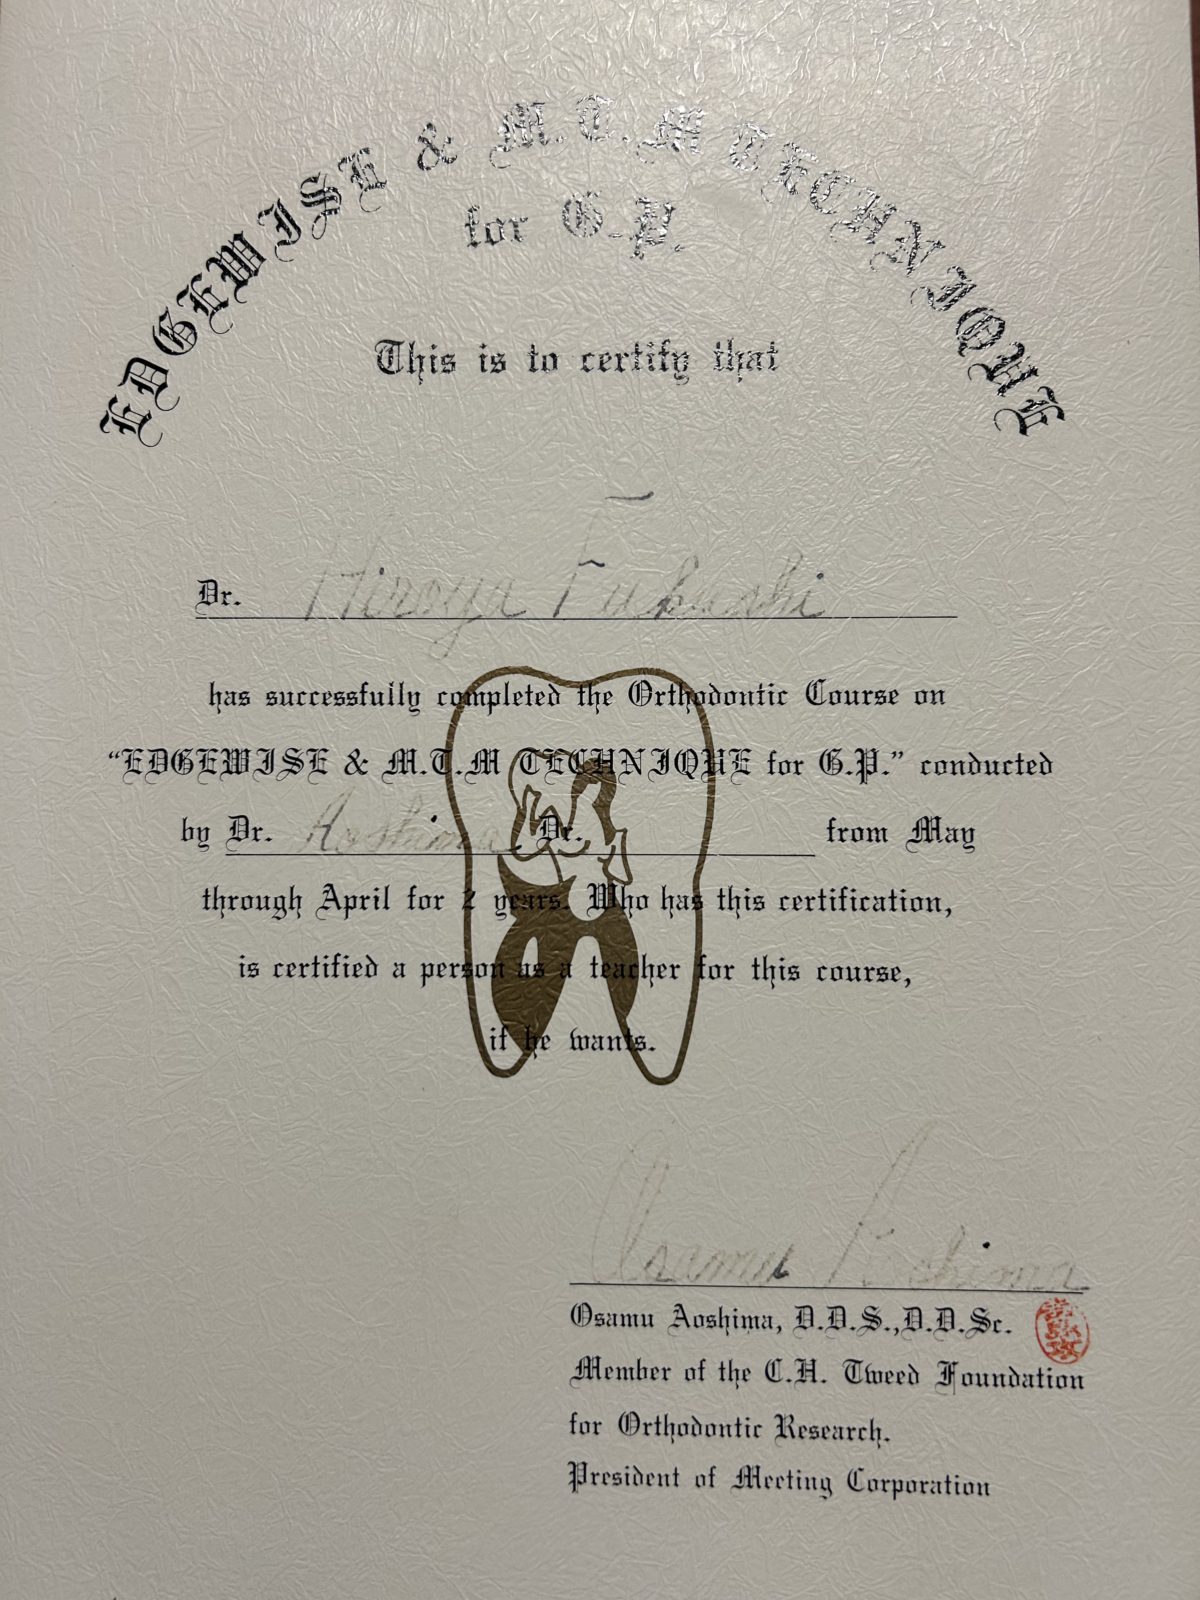 EDGEWISE & M.T.M TECHNIQUE
for G.P.
This is to certify that
Dr. Hiroya
has successfully completed the Orthodontic Course on
“EDGEWISE & M.T.M TECHNIQUE for G.P.” conducted
by Dr. Aoshima, Dr. from May
through April for 2 years. Who has this certification,
is certified a person as a teacher for this course,
if he wants.
Osamu Aoshima
Osamu Aoshima, D.D.S.,D.D.Sc.
Member of the C.H. Tweed Foundation
for Orthodontic Research.
President of Meeting Corporation